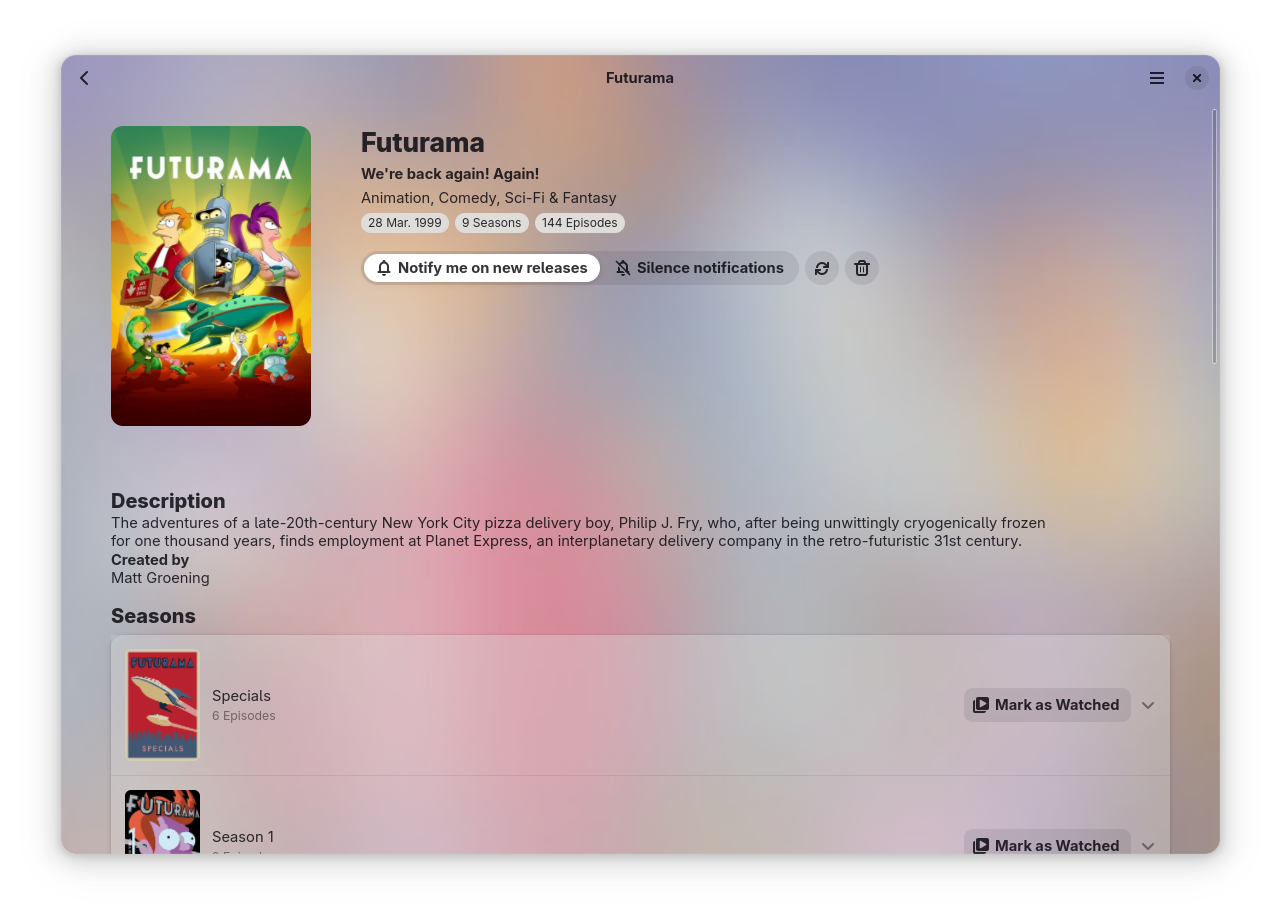 Futurama
FUTURAMA
Futurama
We're back again! Again!
Animation, Comedy, Sci-Fi & Fantasy
28 Mar. 1999
9 Seasons
144 Episodes
Notify me on new releases
Silence notifications
Description
The adventures of a late-20th-century New York City pizza delivery boy, Philip J. Fry, who, after being unwittingly cryogenically frozen
for one thousand years, finds employment at Planet Express, an interplanetary delivery company in the retro-futuristic 31st century.
Created by
Matt Groening
Seasons
FUTURAMA
SPECIALS
Specials
6 Episodes
Mark as Watched
FUTURAMA
1
Season 1
Mark as Watched